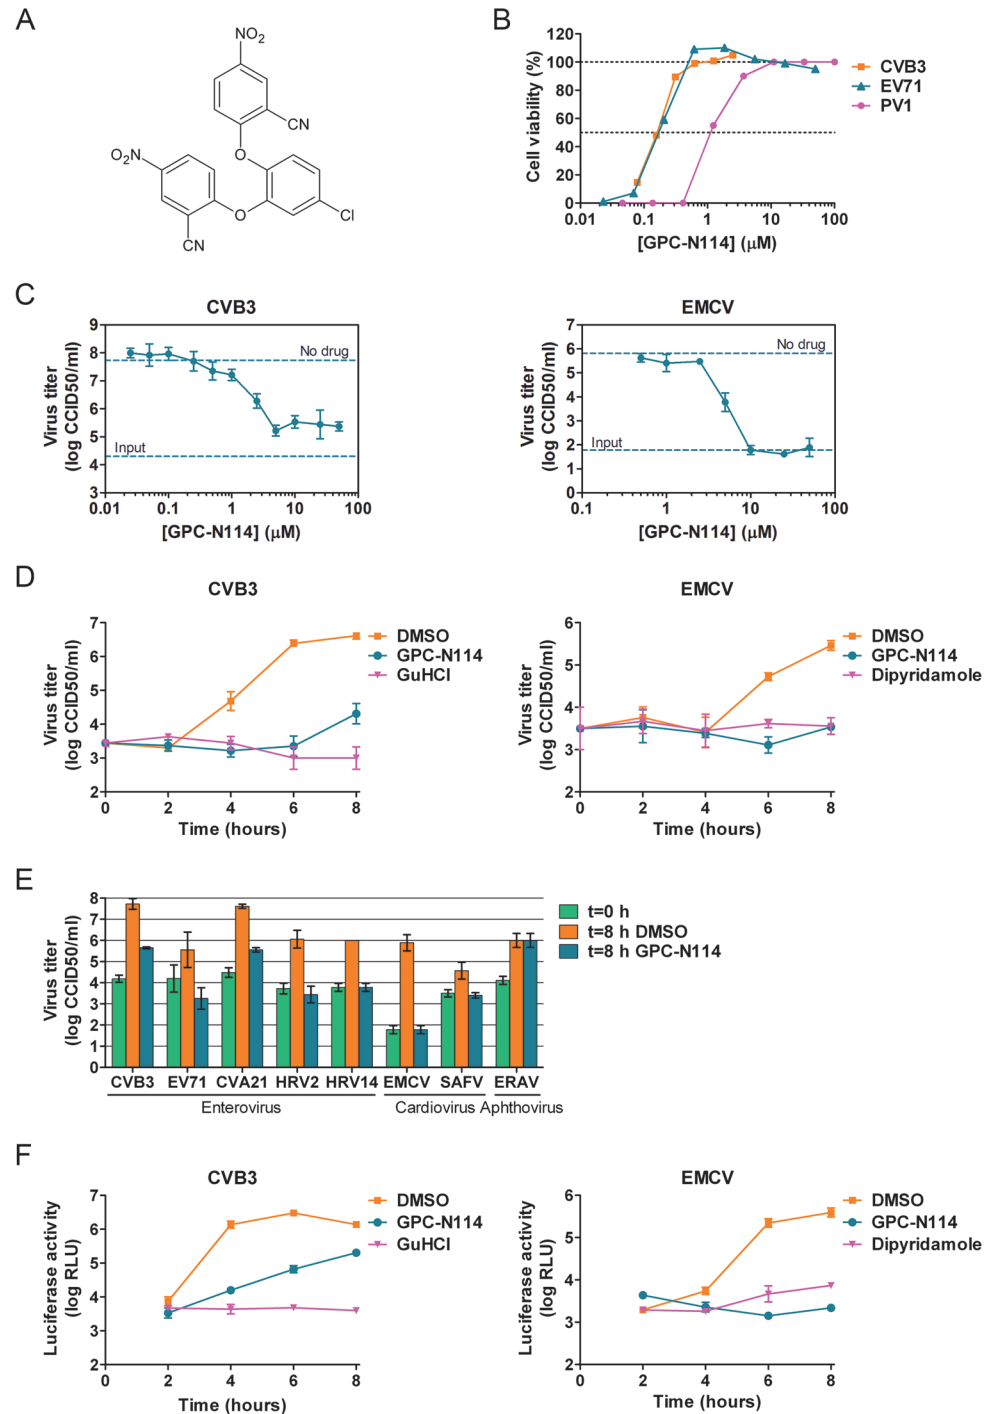 A
NO2
CN
O
NO2
O
Cl
CN
B
120
100
80
60
40
20
0
Cell viability (%)
0.01 0.1 1 10 100
[GPC-N114] (µM)
CVB3
EV71
PV1
C
CVB3
9
8
7
6
5
4
3
Virus titer
(log CCID50/ml)
No drug
Input
0.01 0.1 1 10 100
[GPC-N114] (µM)
EMCV
7
6
5
4
3
2
1
0
Virus titer
(log CCID50/ml)
No drug
Input
0.1 1 10 100
[GPC-N114] (µM)
D
CVB3
7
6
5
4
3
2
Virus titer
(log CCID50/ml)
0 2 4 6 8
Time (hours)
DMSO
GPC-N114
GuHCl
EMCV
6
5
4
3
2
Virus titer
(log CCID50/ml)
0 2 4 6 8
Time (hours)
DMSO
GPC-N114
Dipyridamole
E
8
7
6
5
4
3
2
1
0
Virus titer
(log CCID50/ml)
t=0 h
t=8 h DMSO
t=8 h GPC-N114
CVB3 EV71 CVA21 HRV2 HRV14 EMCV SAFV ERAV
Enterovirus Cardiovirus Aphthovirus
F
CVB3
7
6
5
4
3
2
Luciferase activity
(log RLU)
0 2 4 6 8
Time (hours)
DMSO
GPC-N114
GuHCl
EMCV
6
5
4
3
2
Luciferase activity
(log RLU)
0 2 4 6 8
Time (hours)
DMSO
GPC-N114
Dipyridamole